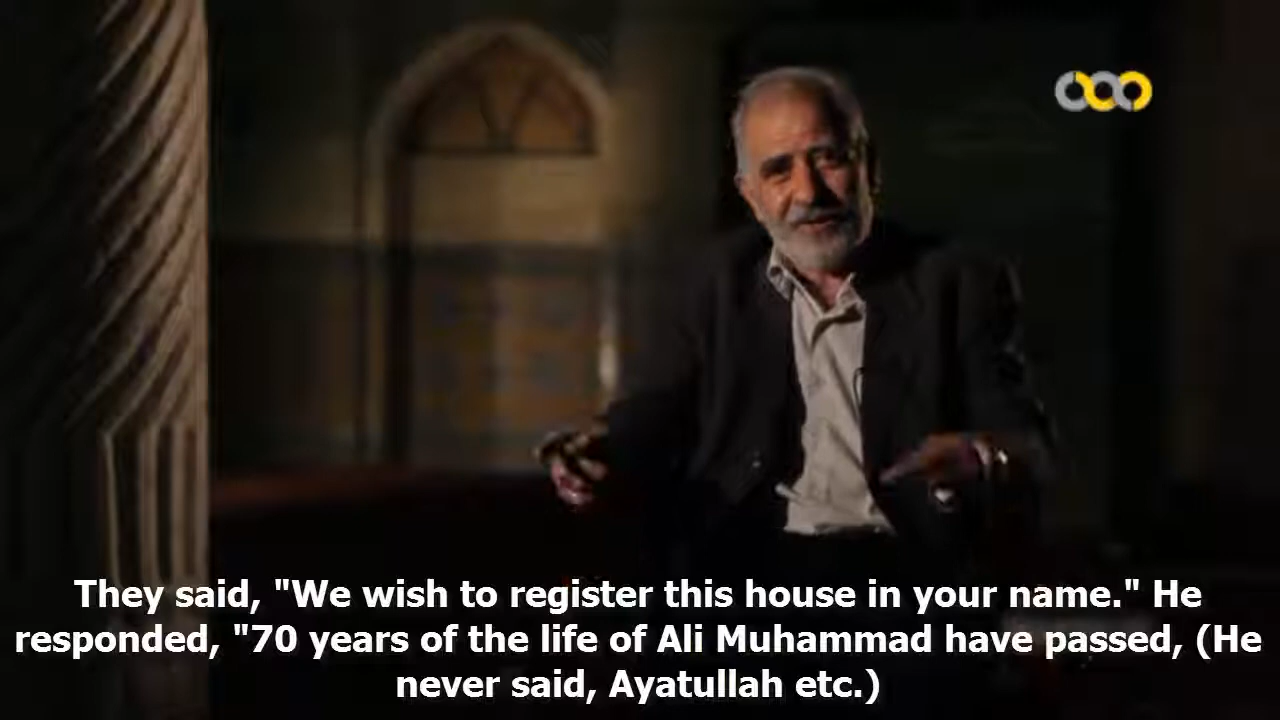 They said, "We wish to register this house in your name." He
responded, "70 years of the life of Ali Muhammad have passed, (He
never said, Ayatullah etc.)